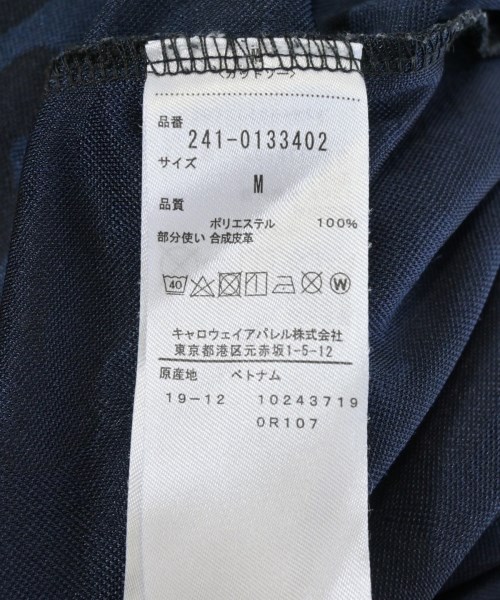 〈カットソー〉
品番
241-0133402
サイズ
M
品質
ポリエステル 100%
部分使い 合成皮革
40 W
キャロウェイアパレル株式会社
東京都港区元赤坂1-5-12
原産地 ベトナム
19-12 10243719
0R107